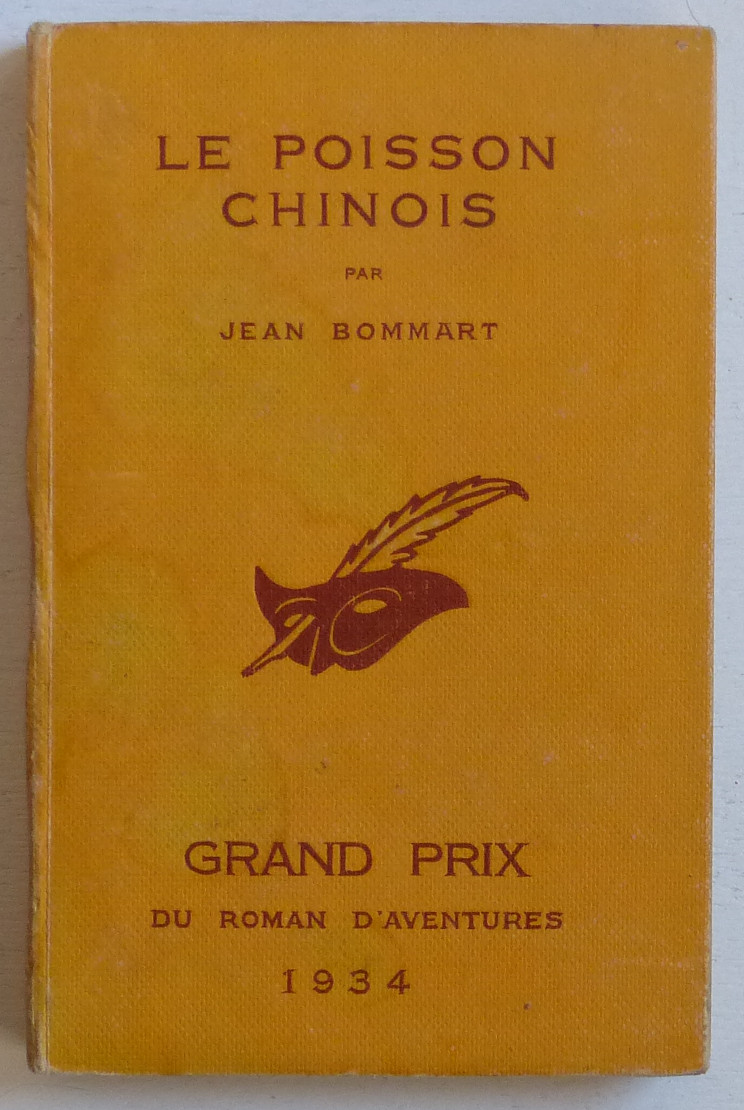 LE POISSON
CHINOIS
PAR
JEAN BOMMART
GRAND PRIX
DU ROMAN D'AVENTURES
1934